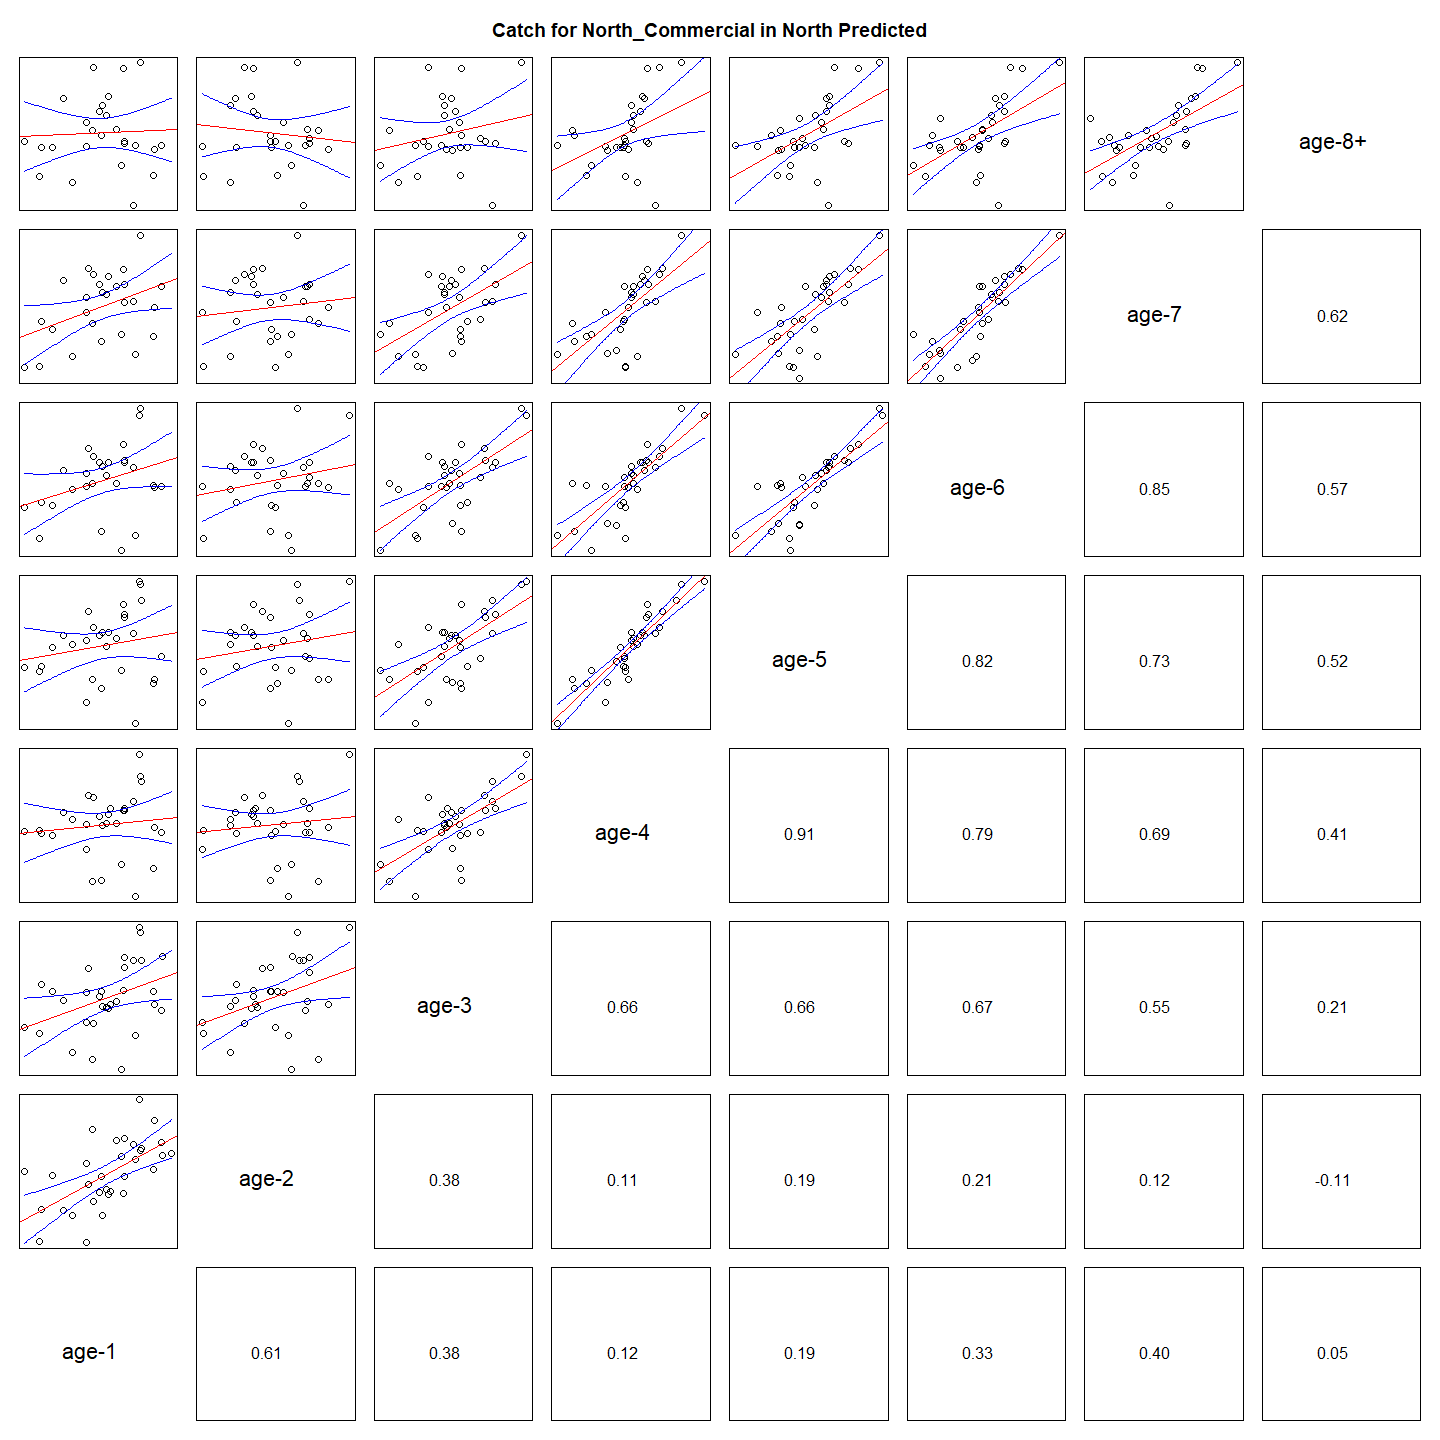 Catch for North_Commercial in North Predicted
age-8+
age-7 0.62
age-6 0.85 0.57
age-5 0.82 0.73 0.52
age-4 0.91 0.79 0.69 0.41
age-3 0.66 0.66 0.67 0.55 0.21
age-2 0.38 0.11 0.19 0.21 0.12 -0.11
age-1 0.61 0.38 0.12 0.19 0.33 0.40 0.05